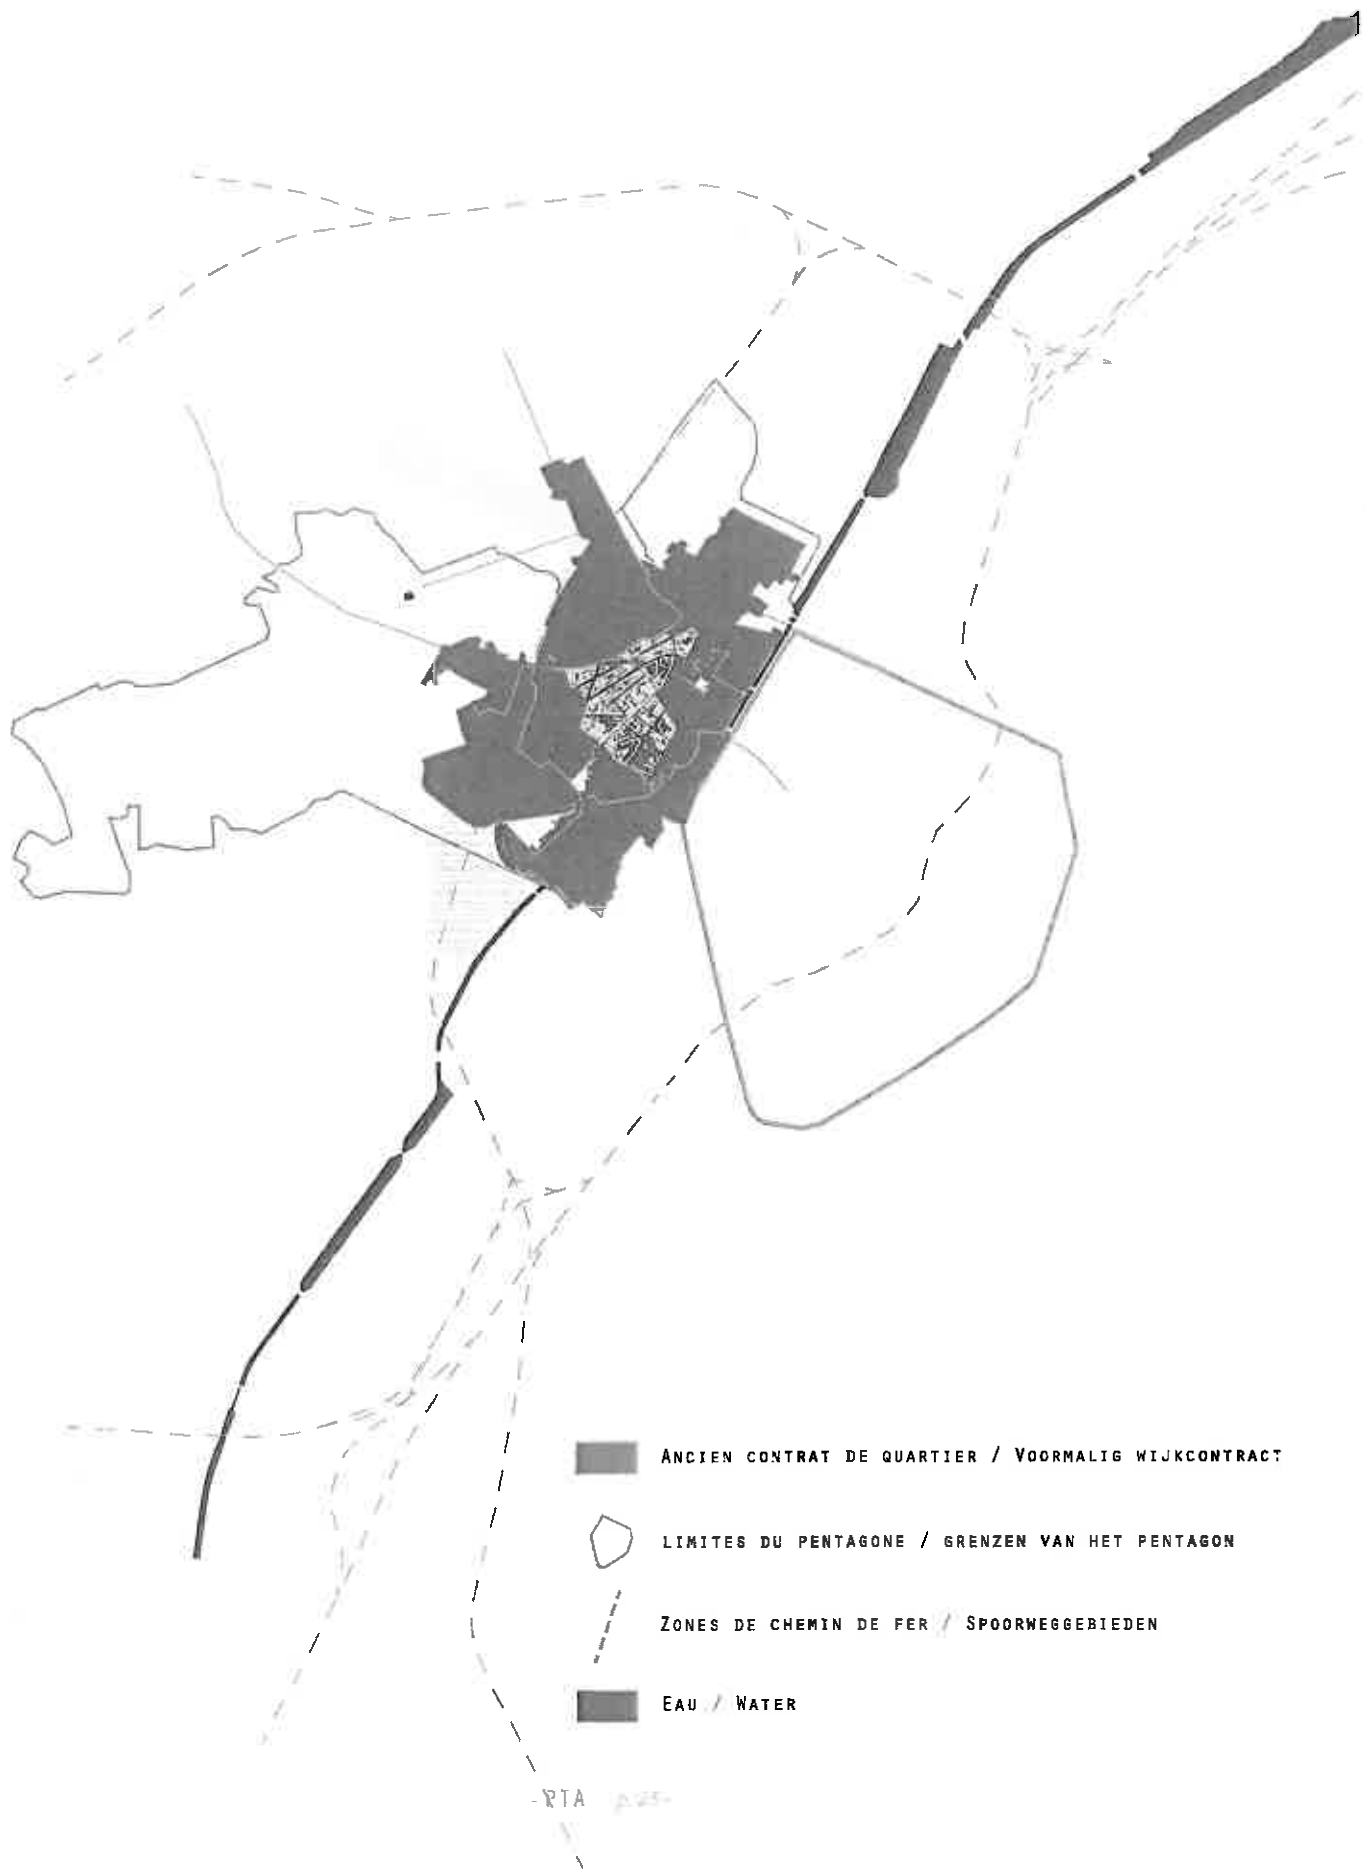 1
ANCIEN CONTRAT DE QUARTIER / VOORMALIG WIJKCONTRACT
LIMITES DU PENTAGONE / GRENZEN VAN HET PENTAGON
ZONES DE CHEMIN DE FER / SPOORWEGGEBIEDEN
EAU / WATER
-RTA